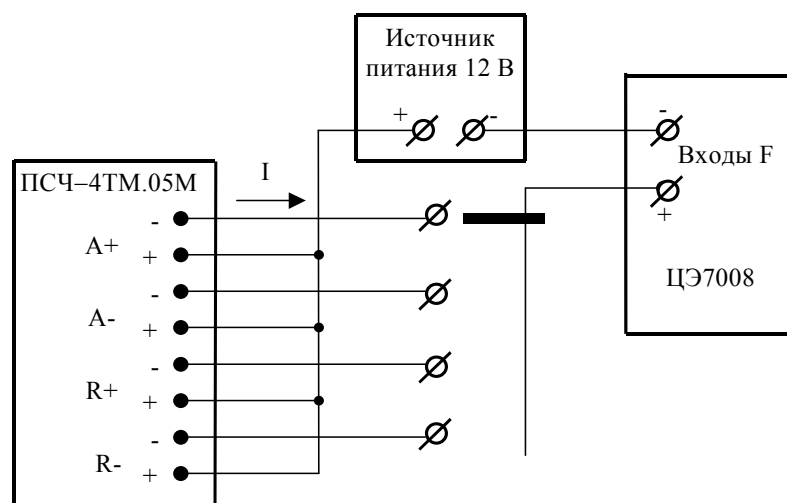 Источник
питания 12 В
+ -
-
Входы F
+
ЦЭ7008
ПСЧ–4ТМ.05М
I
-
A+
+
-
A-
+
-
R+
+
-
R-
+